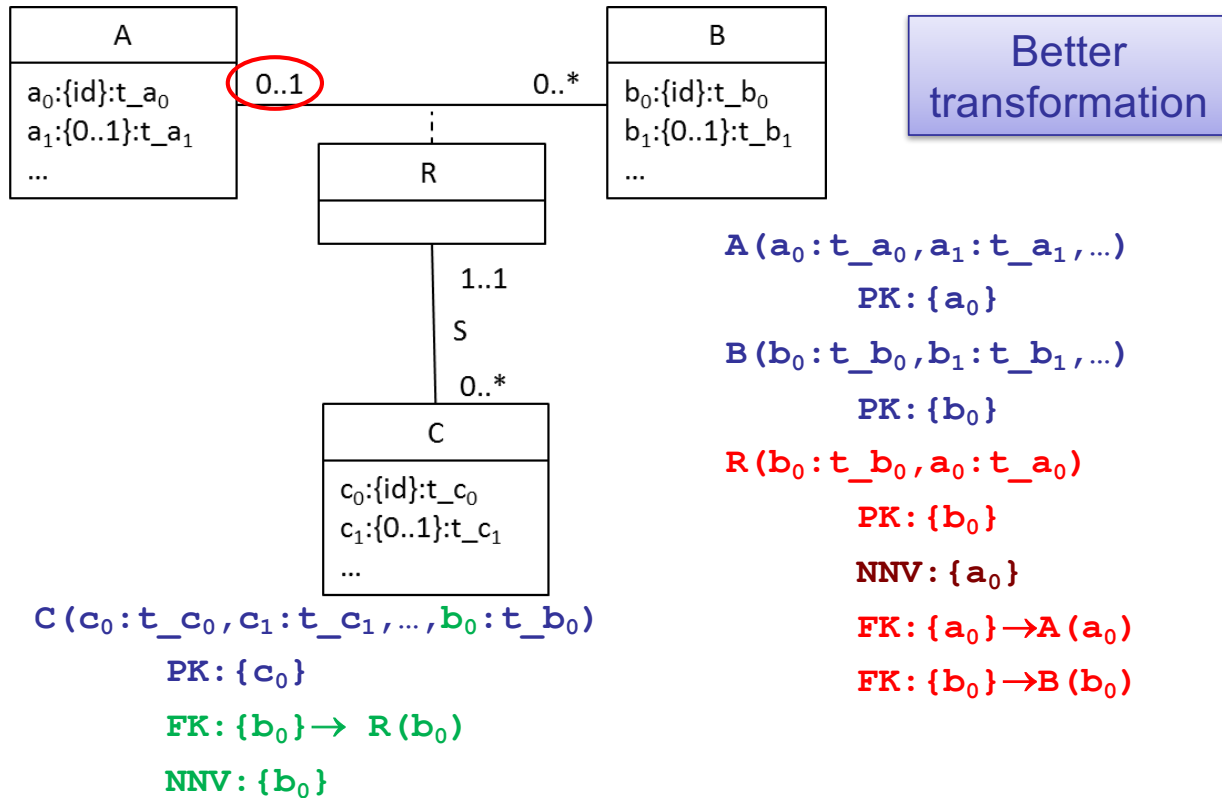 A
a₀:{id}:t_a₀
a₁:{0..1}:t_a₁
...
0..1
0..*
B
b₀:{id}:t_b₀
b₁:{0..1}:t_b₁
...
Better
transformation
R
1..1
S
0..*
C
c₀:{id}:t_c₀
c₁:{0..1}:t_c₁
...
A(a₀:t_a₀,a₁:t_a₁,…)
PK:{a₀}
B(b₀:t_b₀,b₁:t_b₁,…)
PK:{b₀}
R(b₀:t_b₀,a₀:t_a₀)
PK:{b₀}
NNV:{a₀}
FK:{a₀}→A(a₀)
FK:{b₀}→B(b₀)
C(c₀:t_c₀,c₁:t_c₁,…,b₀:t_b₀)
PK:{c₀}
FK:{b₀}→ R(b₀)
NNV:{b₀}